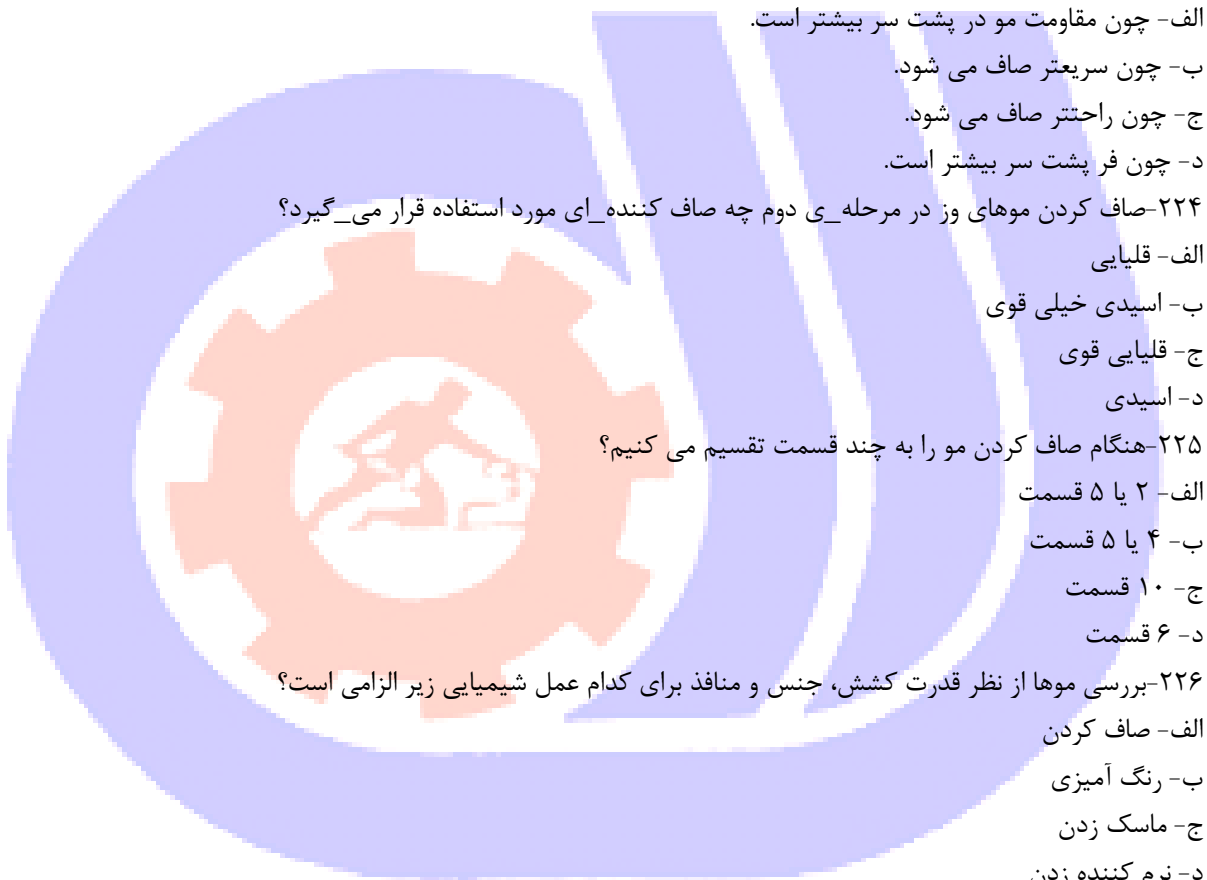 الف- چون مقاومت مو در پشت سر بیشتر است.
ب- چون سریعتر صاف می شود.
ج- چون راحتتر صاف می شود.
د- چون فر پشت سر بیشتر است.
۲۲۴-صاف کردن موهای وز در مرحله_ی دوم چه صاف کننده_ای مورد استفاده قرار می_گیرد؟
الف- قلیایی
ب- اسیدی خیلی قوی
ج- قلیایی قوی
د- اسیدی
۲۲۵-هنگام صاف کردن مو را به چند قسمت تقسیم می کنیم؟
الف- ۲ یا ۵ قسمت
ب- ۴ یا ۵ قسمت
ج- ۱۰ قسمت
د- ۶ قسمت
۲۲۶-بررسی موها از نظر قدرت کشش، جنس و منافذ برای کدام عمل شیمیایی زیر الزامی است؟
الف- صاف کردن
ب- رنگ آمیزی
ج- ماسک زدن
د- نرم کننده زدن